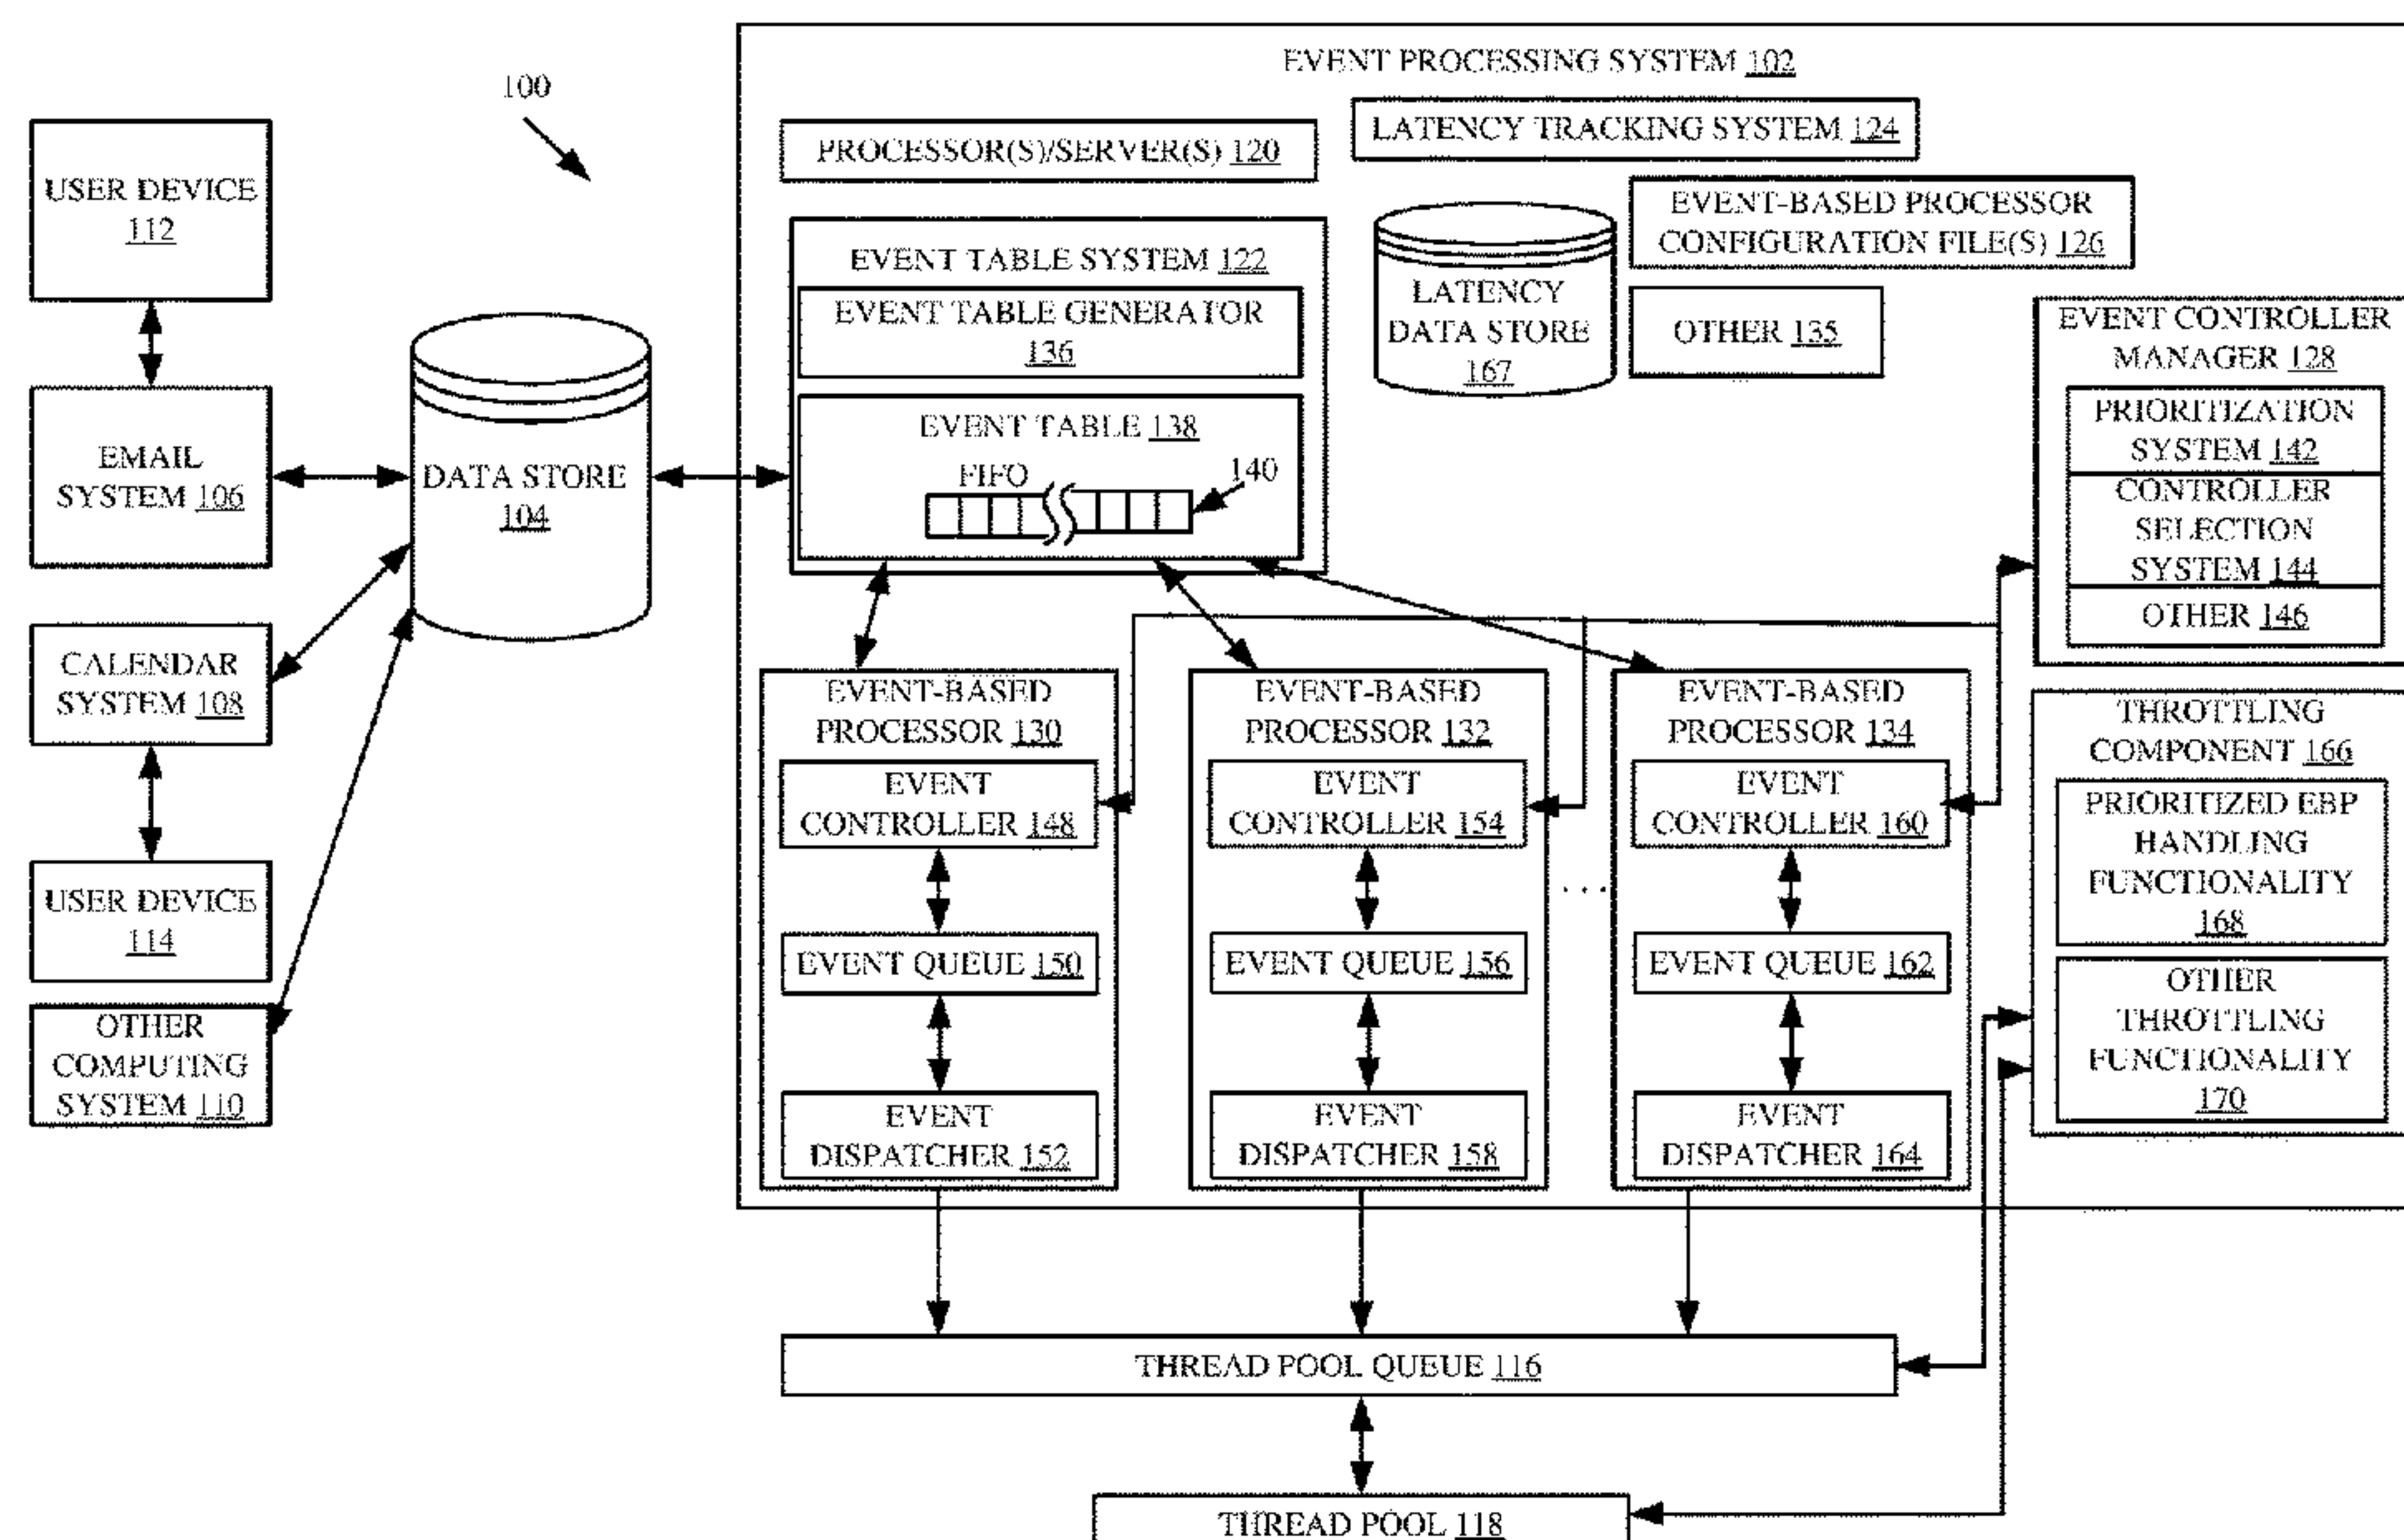 100
USER DEVICE
112
EMAIL
SYSTEM 106
CALENDAR
SYSTEM 108
USER DEVICE
114
OTHER
COMPUTING
SYSTEM 110
DATA STORE
104
EVENT PROCESSING SYSTEM 102
PROCESSOR(S)/SERVER(S) 120
LATENCY TRACKING SYSTEM 124
EVENT TABLE SYSTEM 122
EVENT TABLE GENERATOR
136
EVENT TABLE 138
FIFO
140
LATENCY
DATA STORE
167
EVENT-BASED PROCESSOR
CONFIGURATION FILE(S) 126
OTHER 135
EVENT CONTROLLER
MANAGER 128
PRIORITIZATION
SYSTEM 142
CONTROLLER
SELECTION
SYSTEM 144
OTHER 146
EVENT-BASED
PROCESSOR 130
EVENT
CONTROLLER 148
EVENT QUEUE 150
EVENT
DISPATCHER 152
EVENT-BASED
PROCESSOR 132
EVENT
CONTROLLER 154
EVENT QUEUE 156
EVENT
DISPATCHER 158
. . .
EVENT-BASED
PROCESSOR 134
EVENT
CONTROLLER 160
EVENT QUEUE 162
EVENT
DISPATCHER 164
THROTTLING
COMPONENT 166
PRIORITIZED EBP
HANDLING
FUNCTIONALITY
168
OTHER
THROTTLING
FUNCTIONALITY
170
THREAD POOL QUEUE 116
THREAD POOL 118